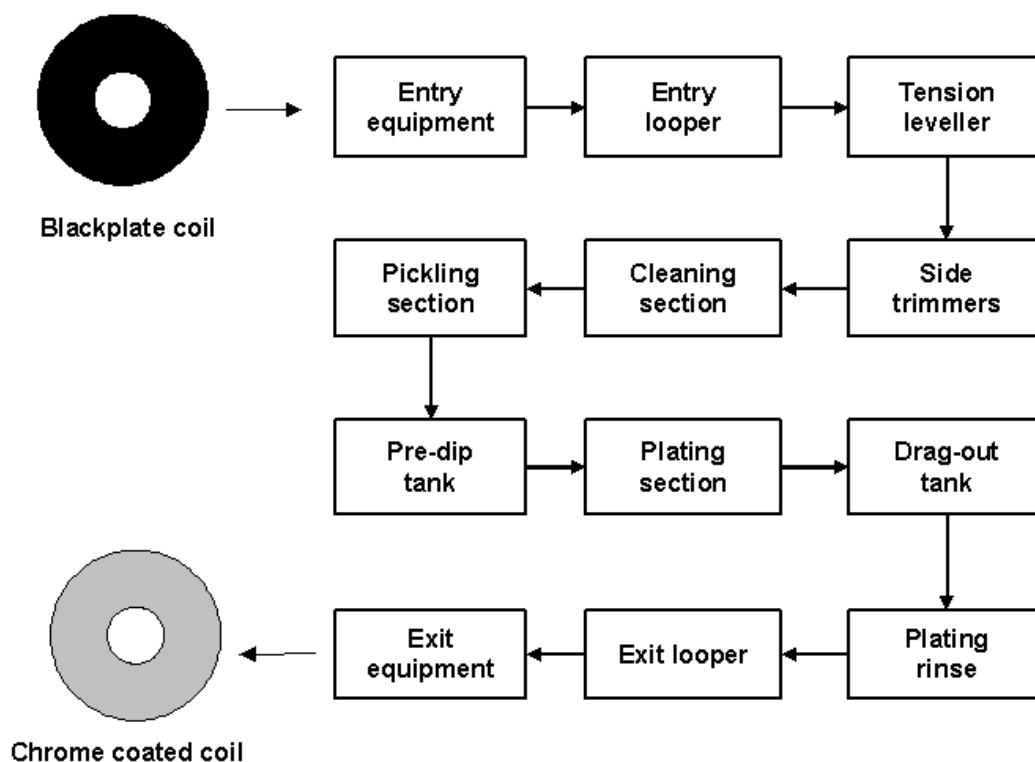 Entry
equipment
Entry
looper
Tension
leveller
Blackplate coil
Pickling
section
Cleaning
section
Side
trimmers
Pre-dip
tank
Plating
section
Drag-out
tank
Exit
equipment
Exit looper
Plating
rinse
Chrome coated coil